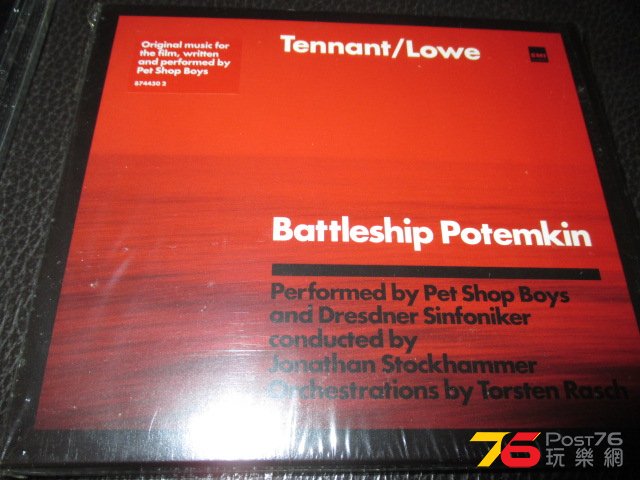 Original music for
the film, written
and performed by
Pet Shop Boys
874430 2
Tennant/Lowe
EMI
Battleship Potemkin
Performed by Pet Shop Boys
and Dresdner Sinfoniker
conducted by
Jonathan Stockhammer
Orchestrations by Torsten Rasch
76 Post76
玩樂網